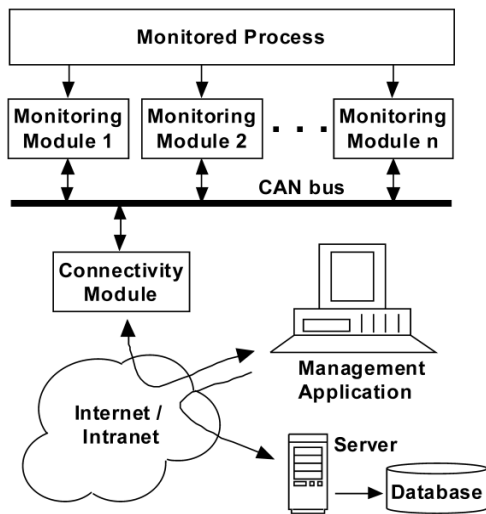 Monitored Process
Monitoring
Module 1
Monitoring
Module 2
. . .
Monitoring
Module n
CAN bus
Connectivity
Module
Management
Application
Internet /
Intranet
Server
Database